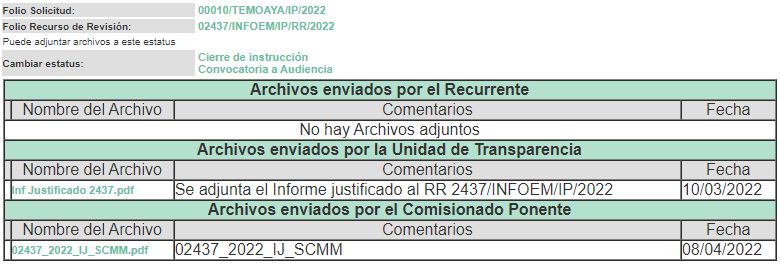 Folio Solicitud: 00010/TEMOAYA/IP/2022
Folio Recurso de Revisión: 02437/INFOEM/IP/RR/2022
Puede adjuntar archivos a este estatus
Cambiar estatus: Cierre de instrucción
Convocatoria a Audiencia
Archivos enviados por el Recurrente
Nombre del Archivo Comentarios Fecha
No hay Archivos adjuntos
Archivos enviados por la Unidad de Transparencia
Nombre del Archivo Comentarios Fecha
Inf Justificado 2437.pdf Se adjunta el Informe justificado al RR 2437/INFOEM/IP/2022 10/03/2022
Archivos enviados por el Comisionado Ponente
Nombre del Archivo Comentarios Fecha
02437_2022_IJ_SCMM.pdf 02437_2022_IJ_SCMM 08/04/2022